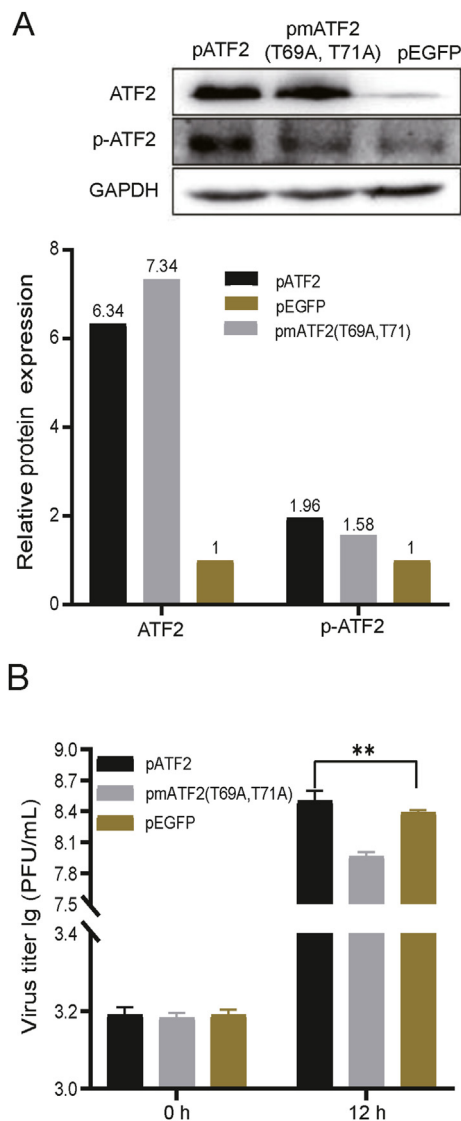 A
pATF2
pmATF2
(T69A, T71A)
pEGFP
ATF2
p-ATF2
GAPDH
Relative protein expression
8
6
4
2
0
6.34
7.34
1
1.96
1.58
1
pATF2
pEGFP
pmATF2(T69A,T71)
ATF2
p-ATF2
B
Virus titer lg (PFU/mL)
9.0
8.7
8.4
8.1
7.8
7.5
3.4
3.2
3.0
pATF2
pmATF2(T69A,T71A)
pEGFP
**
0 h
12 h